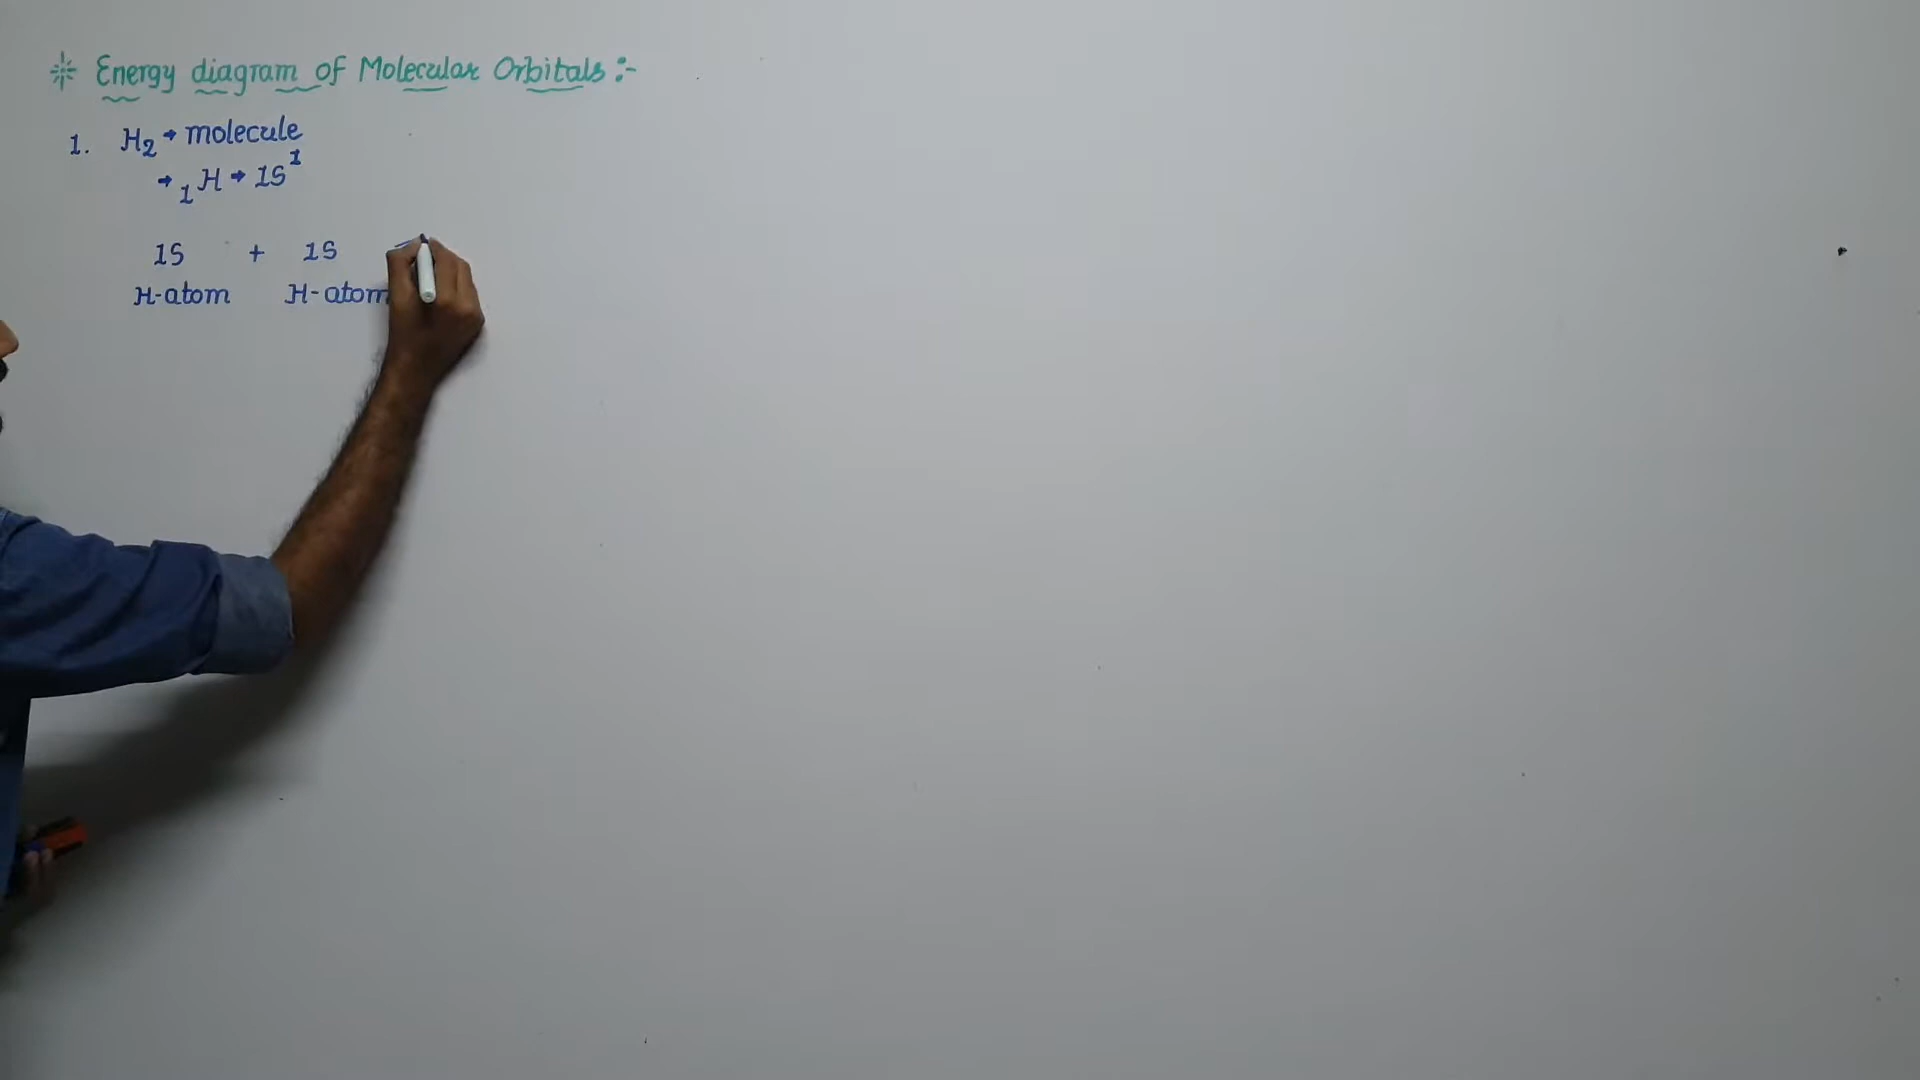 Energy diagram of Molecular Orbitals :-
1. H₂ → molecule
→ ₁H → 1S¹
1S + 1S
H-atom H-atom